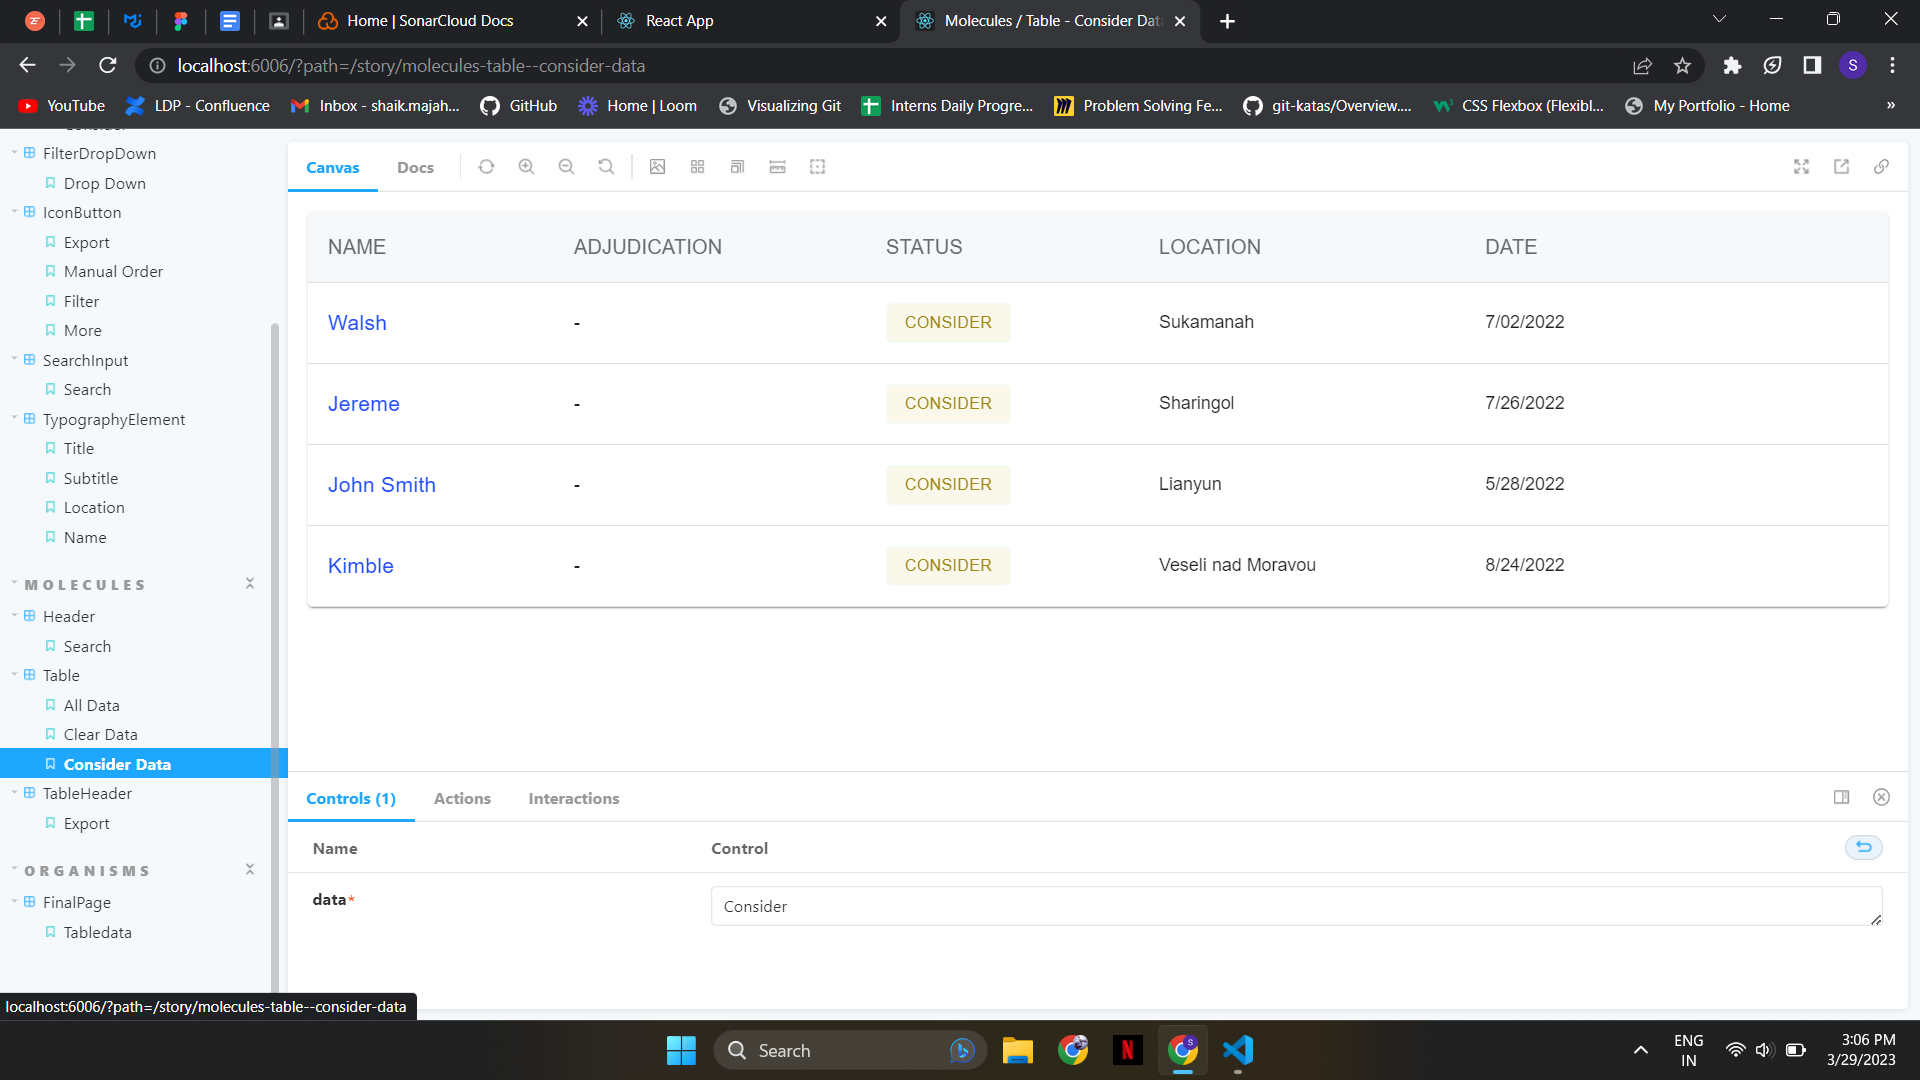 Home | SonarCloud Docs
React App
Molecules / Table - Consider Dat
localhost:6006/?path=/story/molecules-table--consider-data
S
YouTube
LDP - Confluence
Inbox - shaik.majah...
GitHub
Home | Loom
Visualizing Git
Interns Daily Progre...
Problem Solving Fe...
git-katas/Overview....
CSS Flexbox (Flexibl...
My Portfolio - Home
»
FilterDropDown
Drop Down
IconButton
Export
Manual Order
Filter
More
SearchInput
Search
TypographyElement
Title
Subtitle
Location
Name
MOLECULES
Header
Search
Table
All Data
Clear Data
Consider Data
TableHeader
Export
ORGANISMS
FinalPage
Tabledata
localhost:6006/?path=/story/molecules-table--consider-data
Canvas
Docs
NAME ADJUDICATION STATUS LOCATION DATE
Walsh - CONSIDER Sukamanah 7/02/2022
Jereme - CONSIDER Sharingol 7/26/2022
John Smith - CONSIDER Lianyun 5/28/2022
Kimble - CONSIDER Veseli nad Moravou 8/24/2022
Controls (1)
Actions
Interactions
Name Control
data* Consider
Search
ENG
IN
3:06 PM
3/29/2023